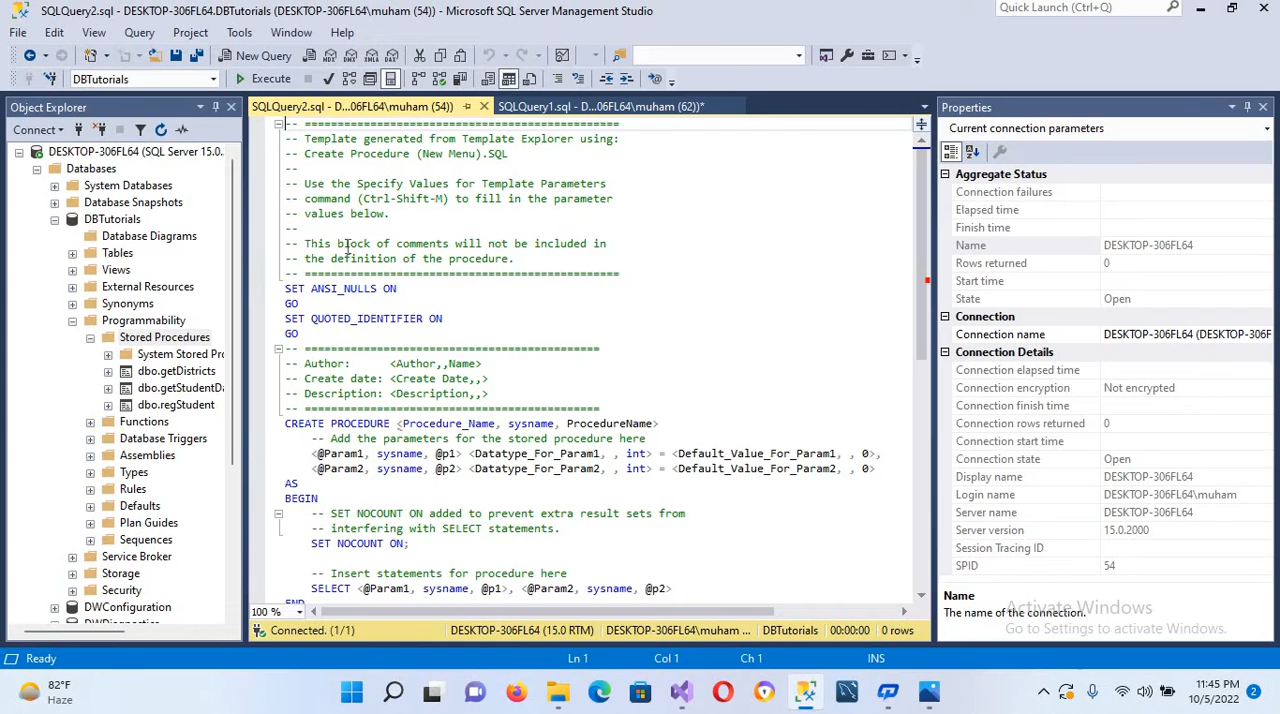 SQLQuery2.sql - DESKTOP-306FL64.DBTutorials (DESKTOP-306FL64\muham (54)) - Microsoft SQL Server Management Studio
Quick Launch (Ctrl+Q)
File Edit View Query Project Tools Window Help
New Query
MDX DMX XMLA DAX
DBTutorials
Execute
Object Explorer
SQLQuery2.sql - D...06FL64\muham (54))
SQLQuery1.sql - D...06FL64\muham (62))*
Properties
Connect
Current connection parameters
DESKTOP-306FL64 (SQL Server 15.0...
Databases
System Databases
Database Snapshots
DBTutorials
Database Diagrams
Tables
Views
External Resources
Synonyms
Programmability
Stored Procedures
System Stored Pr
dbo.getDistricts
dbo.getStudentDa
dbo.regStudent
Functions
Database Triggers
Assemblies
Types
Rules
Defaults
Plan Guides
Sequences
Service Broker
Storage
Security
DWConfiguration
DWDiagnostics
-- ================================================
-- Template generated from Template Explorer using:
-- Create Procedure (New Menu).SQL
--
-- Use the Specify Values for Template Parameters
-- command (Ctrl-Shift-M) to fill in the parameter
-- values below.
--
-- This block of comments will not be included in
-- the definition of the procedure.
-- ================================================
SET ANSI_NULLS ON
GO
SET QUOTED_IDENTIFIER ON
GO
-- =============================================
-- Author: <Author,,Name>
-- Create date: <Create Date,,>
-- Description: <Description,,>
-- =============================================
CREATE PROCEDURE <Procedure_Name, sysname, ProcedureName>
-- Add the parameters for the stored procedure here
<@Param1, sysname, @p1> <Datatype_For_Param1, , int> = <Default_Value_For_Param1, , 0>,
<@Param2, sysname, @p2> <Datatype_For_Param2, , int> = <Default_Value_For_Param2, , 0>
AS
BEGIN
-- SET NOCOUNT ON added to prevent extra result sets from
-- interfering with SELECT statements.
SET NOCOUNT ON;
-- Insert statements for procedure here
SELECT <@Param1, sysname, @p1>, <@Param2, sysname, @p2>
END
100 %
Connected. (1/1)
DESKTOP-306FL64 (15.0 RTM)
DESKTOP-306FL64\muham ...
DBTutorials
00:00:00
0 rows
Aggregate Status
Connection failures
Elapsed time
Finish time
Name DESKTOP-306FL64
Rows returned 0
Start time
State Open
Connection
Connection name DESKTOP-306FL64 (DESKTOP-306F
Connection Details
Connection elapsed time
Connection encryption Not encrypted
Connection finish time
Connection rows returned 0
Connection start time
Connection state Open
Display name DESKTOP-306FL64
Login name DESKTOP-306FL64\muham
Server name DESKTOP-306FL64
Server version 15.0.2000
Session Tracing ID
SPID 54
Name
The name of the connection.
Activate Windows
Go to Settings to activate Windows.
Ready
Ln 1
Col 1
Ch 1
INS
82°F
Haze
11:45 PM
10/5/2022
2